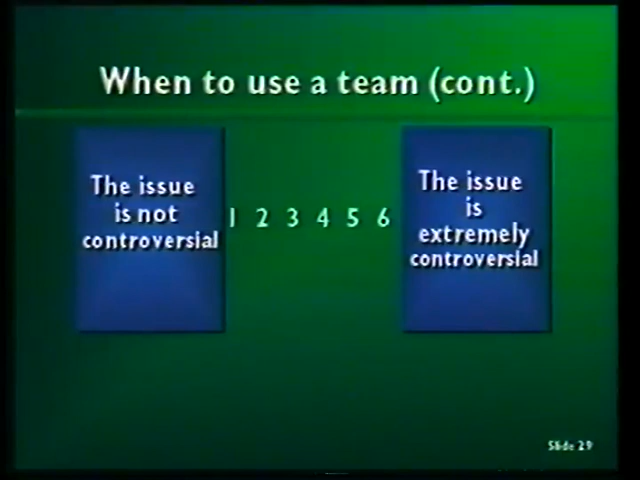 When to use a team (cont.)
The issue
is not
controversial
1 2 3 4 5 6
The issue
is
extremely
controversial
Slide 29